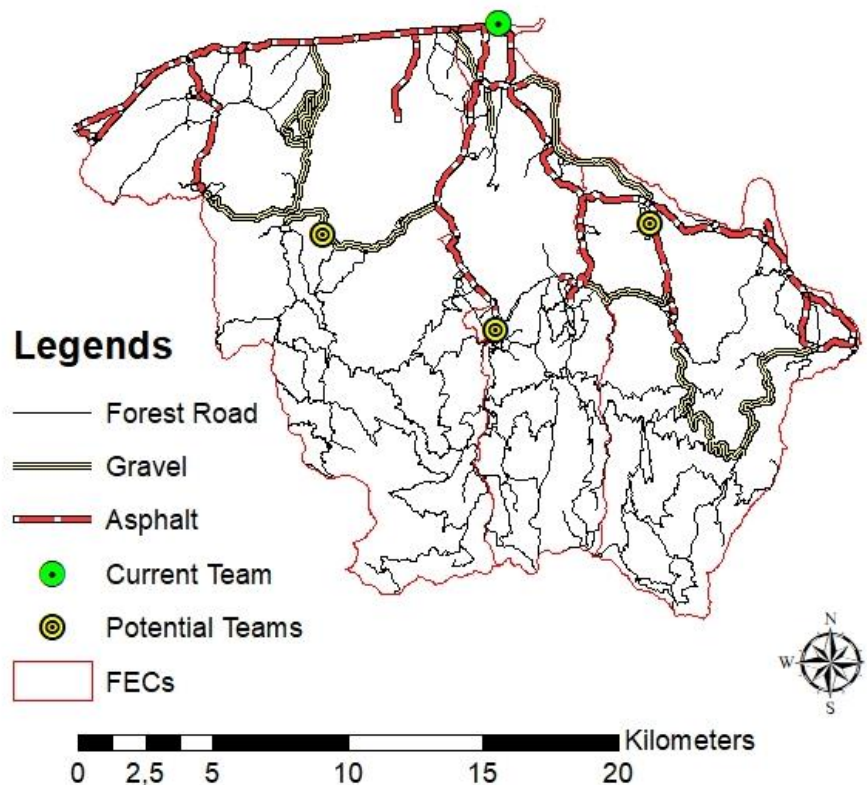 Legends
Forest Road
Gravel
Asphalt
Current Team
Potential Teams
FECs
N
W E
S
Kilometers
0 2,5 5 10 15 20